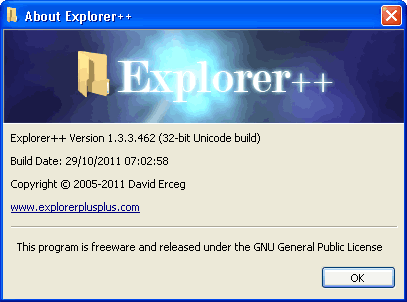 About Explorer++
Explorer++
Explorer++ Version 1.3.3.462 (32-bit Unicode build)
Build Date: 29/10/2011 07:02:58
Copyright © 2005-2011 David Erceg
www.explorerplusplus.com
This program is freeware and released under the GNU General Public License
OK